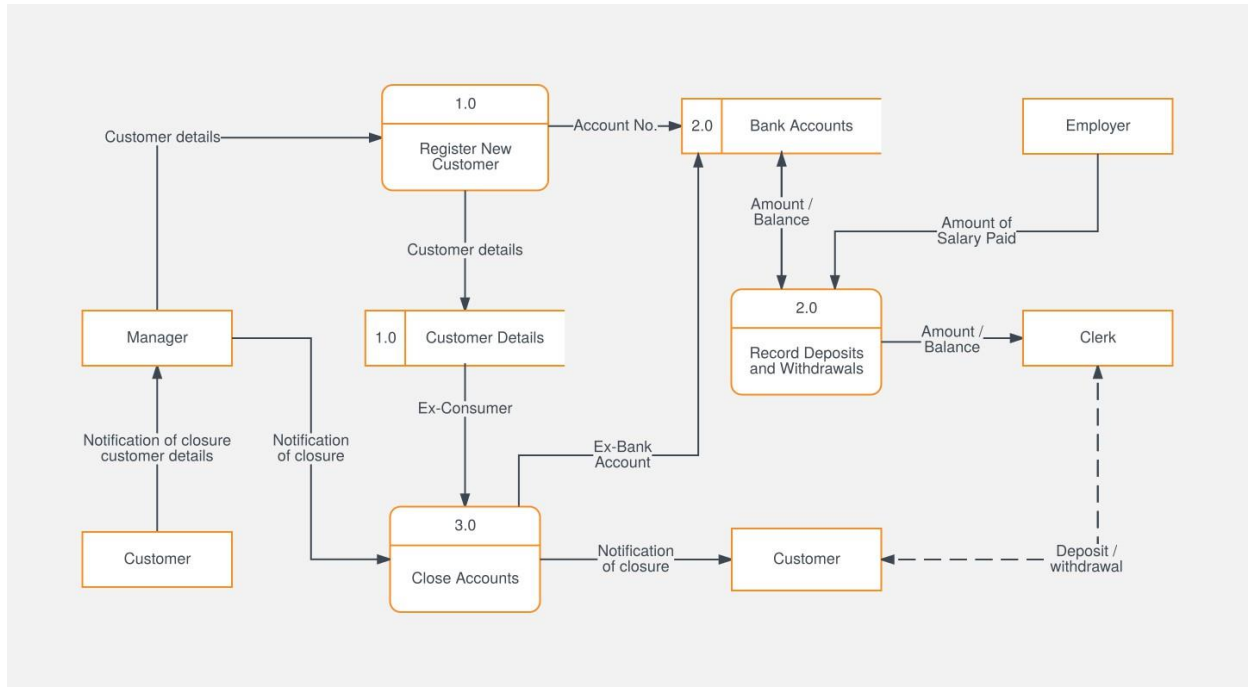 1.0
Register New
Customer
Customer details
Account No.
2.0
Bank Accounts
Employer
Amount /
Balance
Amount of
Salary Paid
Customer details
Manager
1.0
Customer Details
2.0
Record Deposits
and Withdrawals
Amount /
Balance
Clerk
Ex-Consumer
Notification of closure
customer details
Notification
of closure
Ex-Bank
Account
Customer
3.0
Close Accounts
Notification
of closure
Customer
Deposit /
withdrawal